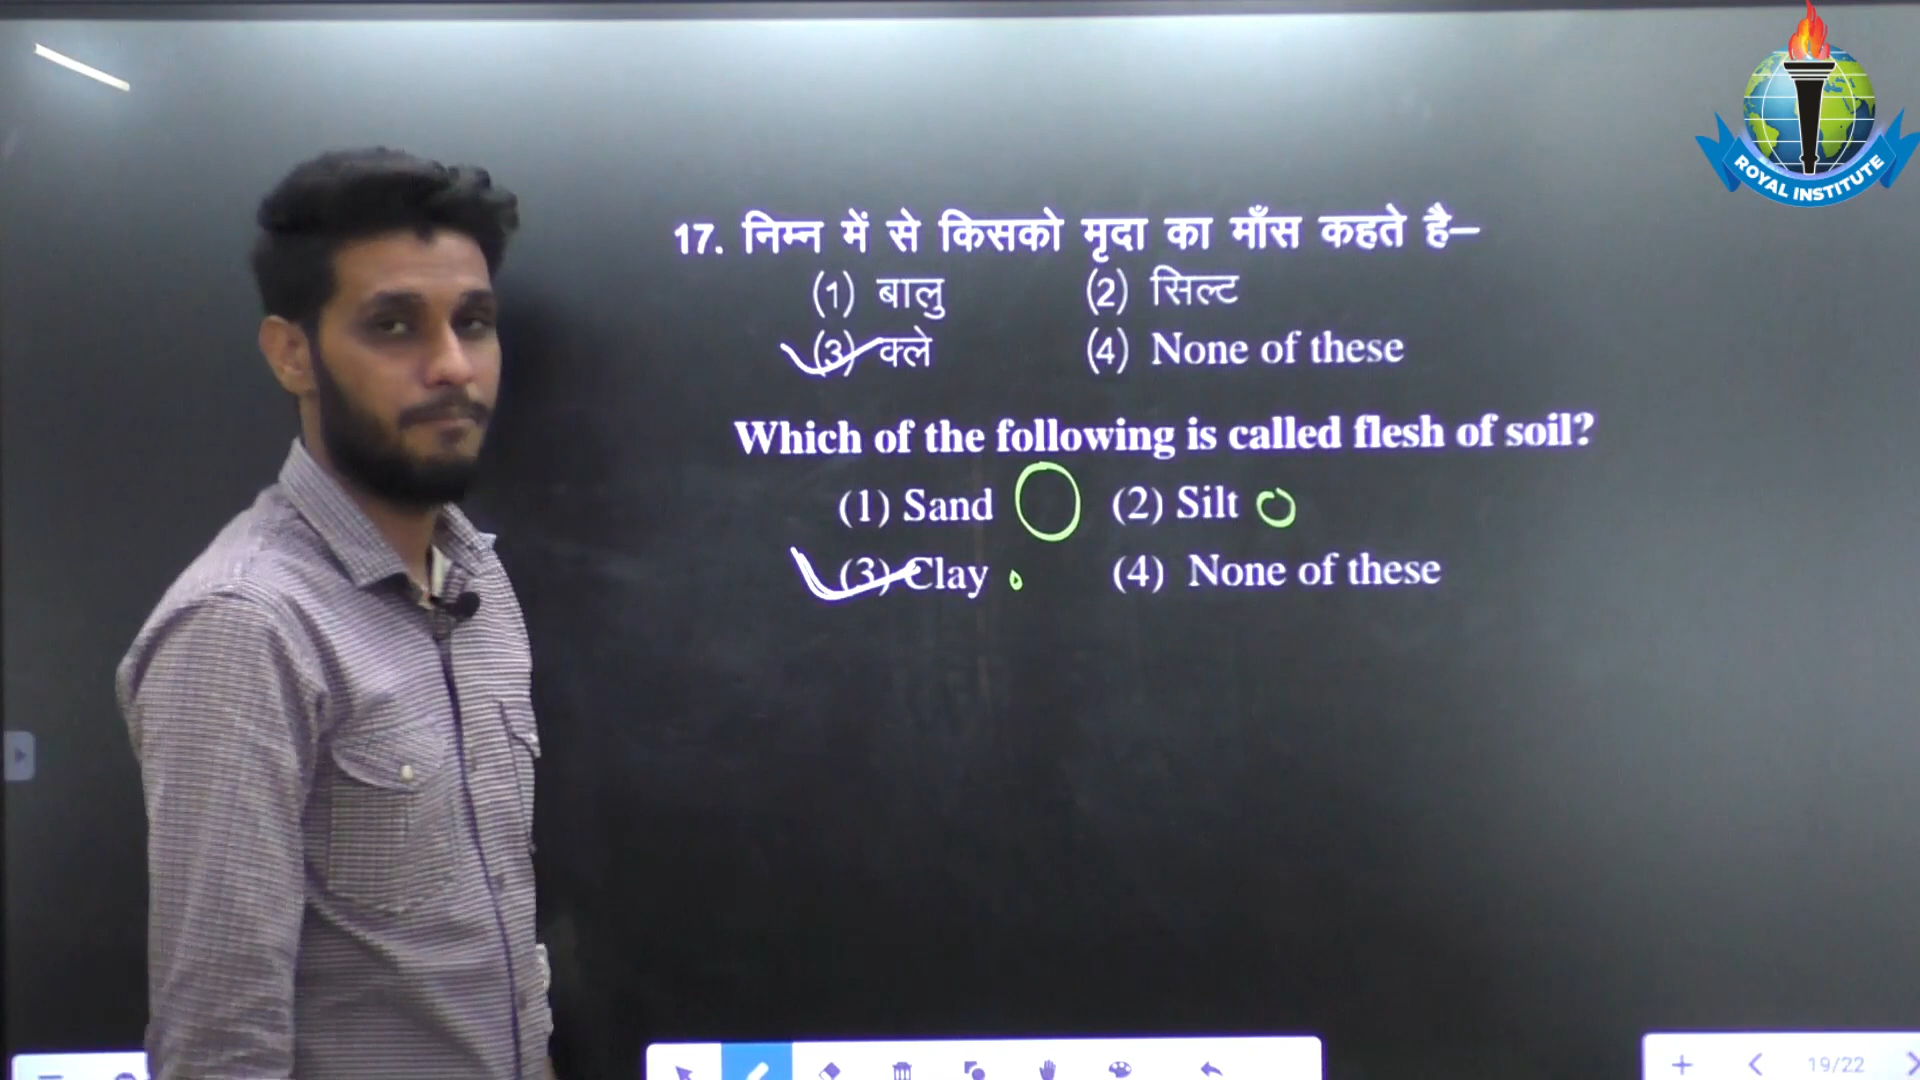 ROYAL INSTITUTE
17. निम्न में से किसको मृदा का माँस कहते है–
(1) बालु (2) सिल्ट
(3) क्ले (4) None of these
Which of the following is called flesh of soil?
(1) Sand (2) Silt
(3) Clay (4) None of these
19/22